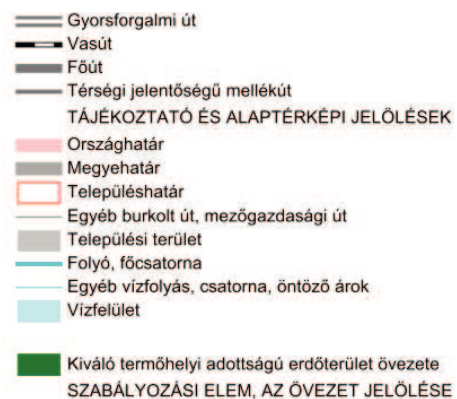 Gyorsforgalmi út
Vasút
Főút
Térségi jelentőségű mellékút
TÁJÉKOZTATÓ ÉS ALAPTÉRKÉPI JELÖLÉSEK
Országhatár
Megyehatár
Településhatár
Egyéb burkolt út, mezőgazdasági út
Települési terület
Folyó, főcsatorna
Egyéb vízfolyás, csatorna, öntöző árok
Vízfelület
Kiváló termőhelyi adottságú erdőterület övezete
SZABÁLYOZÁSI ELEM, AZ ÖVEZET JELÖLÉSE